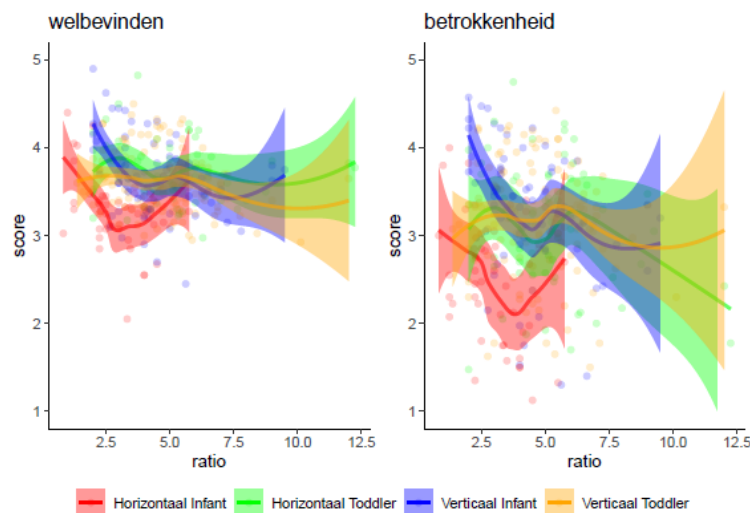 welbevinden
betrokkenheid
5
4
3
2
1
score
2.5 5.0 7.5 10.0 12.5
ratio
5
4
3
2
1
score
2.5 5.0 7.5 10.0 12.5
ratio
Horizontaal Infant Horizontaal Toddler Verticaal Infant Verticaal Toddler